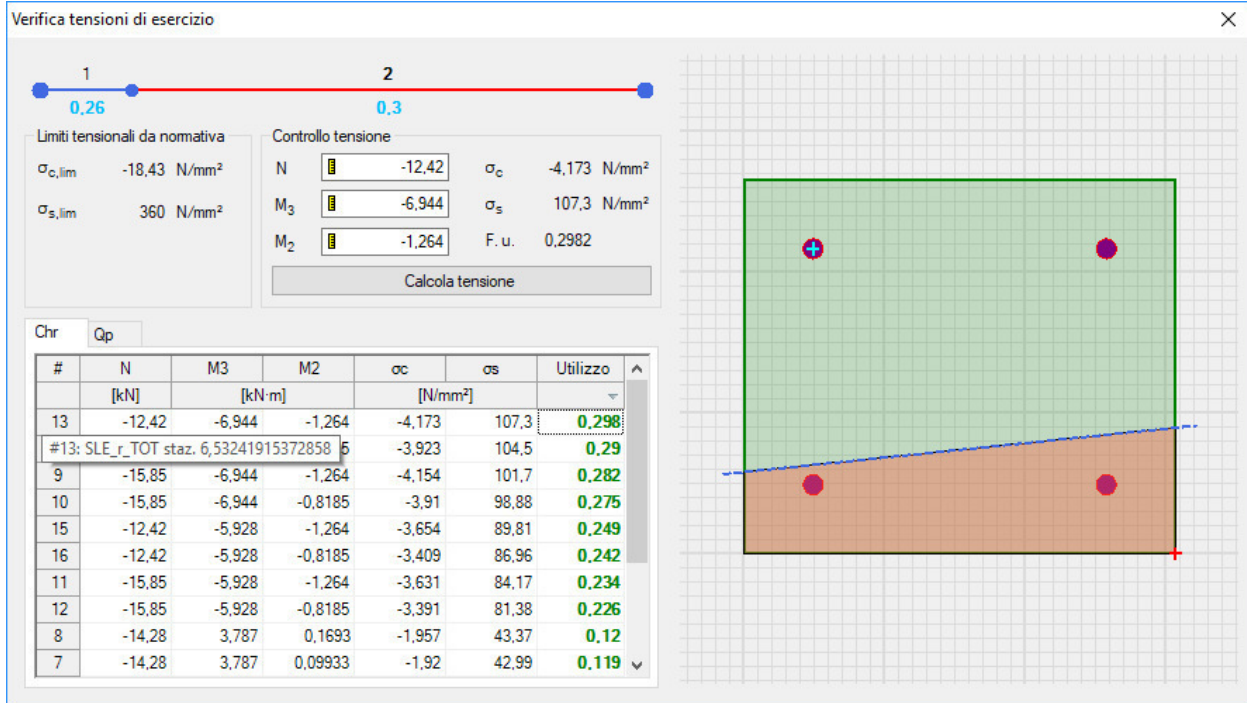 Verifica tensioni di esercizio
1 2
0,26 0,3
Limiti tensionali da normativa
σc,lim -18,43 N/mm²
σs,lim 360 N/mm²
Controllo tensione
N -12,42 σc -4,173 N/mm²
M3 -6,944 σs 107,3 N/mm²
M2 -1,264 F. u. 0,2982
Calcola tensione
Chr Qp
# N M3 M2 σc σs Utilizzo
[kN] [kN·m] [N/mm²]
13 -12,42 -6,944 -1,264 -4,173 107,3 0,298
#13: SLE_r_TOT staz. 6,53241915372858 5 -3,923 104,5 0,29
9 -15,85 -6,944 -1,264 -4,154 101,7 0,282
10 -15,85 -6,944 -0,8185 -3,91 98,88 0,275
15 -12,42 -5,928 -1,264 -3,654 89,81 0,249
16 -12,42 -5,928 -0,8185 -3,409 86,96 0,242
11 -15,85 -5,928 -1,264 -3,631 84,17 0,234
12 -15,85 -5,928 -0,8185 -3,391 81,38 0,226
8 -14,28 3,787 0,1693 -1,957 43,37 0,12
7 -14,28 3,787 0,09933 -1,92 42,99 0,119